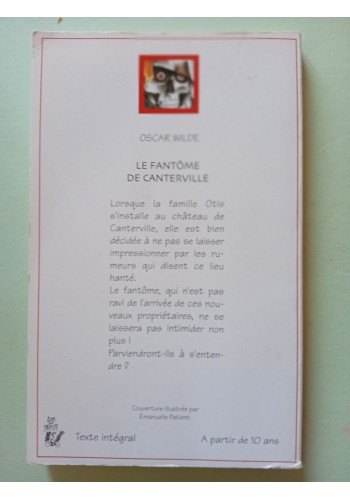 OSCAR WILDE
LE FANTÔME
DE CANTERVILLE
Lorsque la famille Otis
s'installe au château de
Canterville, elle est bien
décidée à ne pas se laisser
impressionner par les ru-
meurs qui disent ce lieu
hanté.
Le fantôme, qui n'est pas
ravi de l'arrivée de ces nou-
veaux propriétaires, ne se
laissera pas intimider non
plus !
Parviendront-ils à s'enten-
dre ?
Couverture illustrée par
Texte intégral
A partir de 10 ans